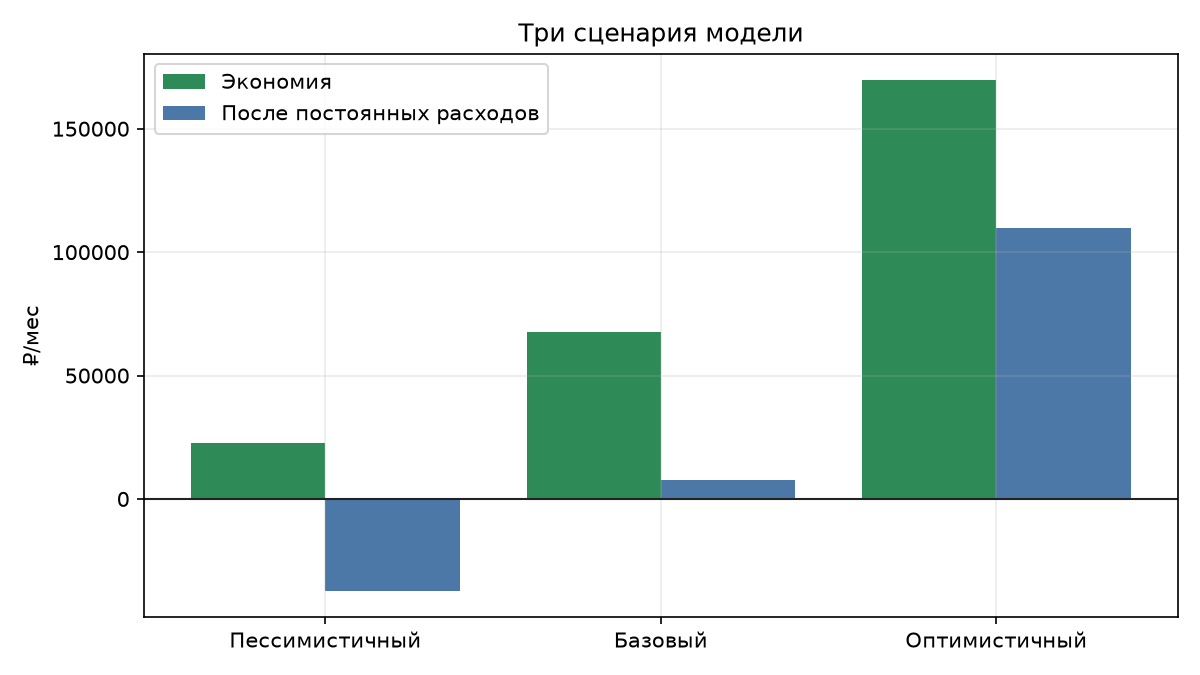 Три сценария модели
Экономия
После постоянных расходов
₽/мес
150000
100000
50000
0
Пессимистичный
Базовый
Оптимистичный